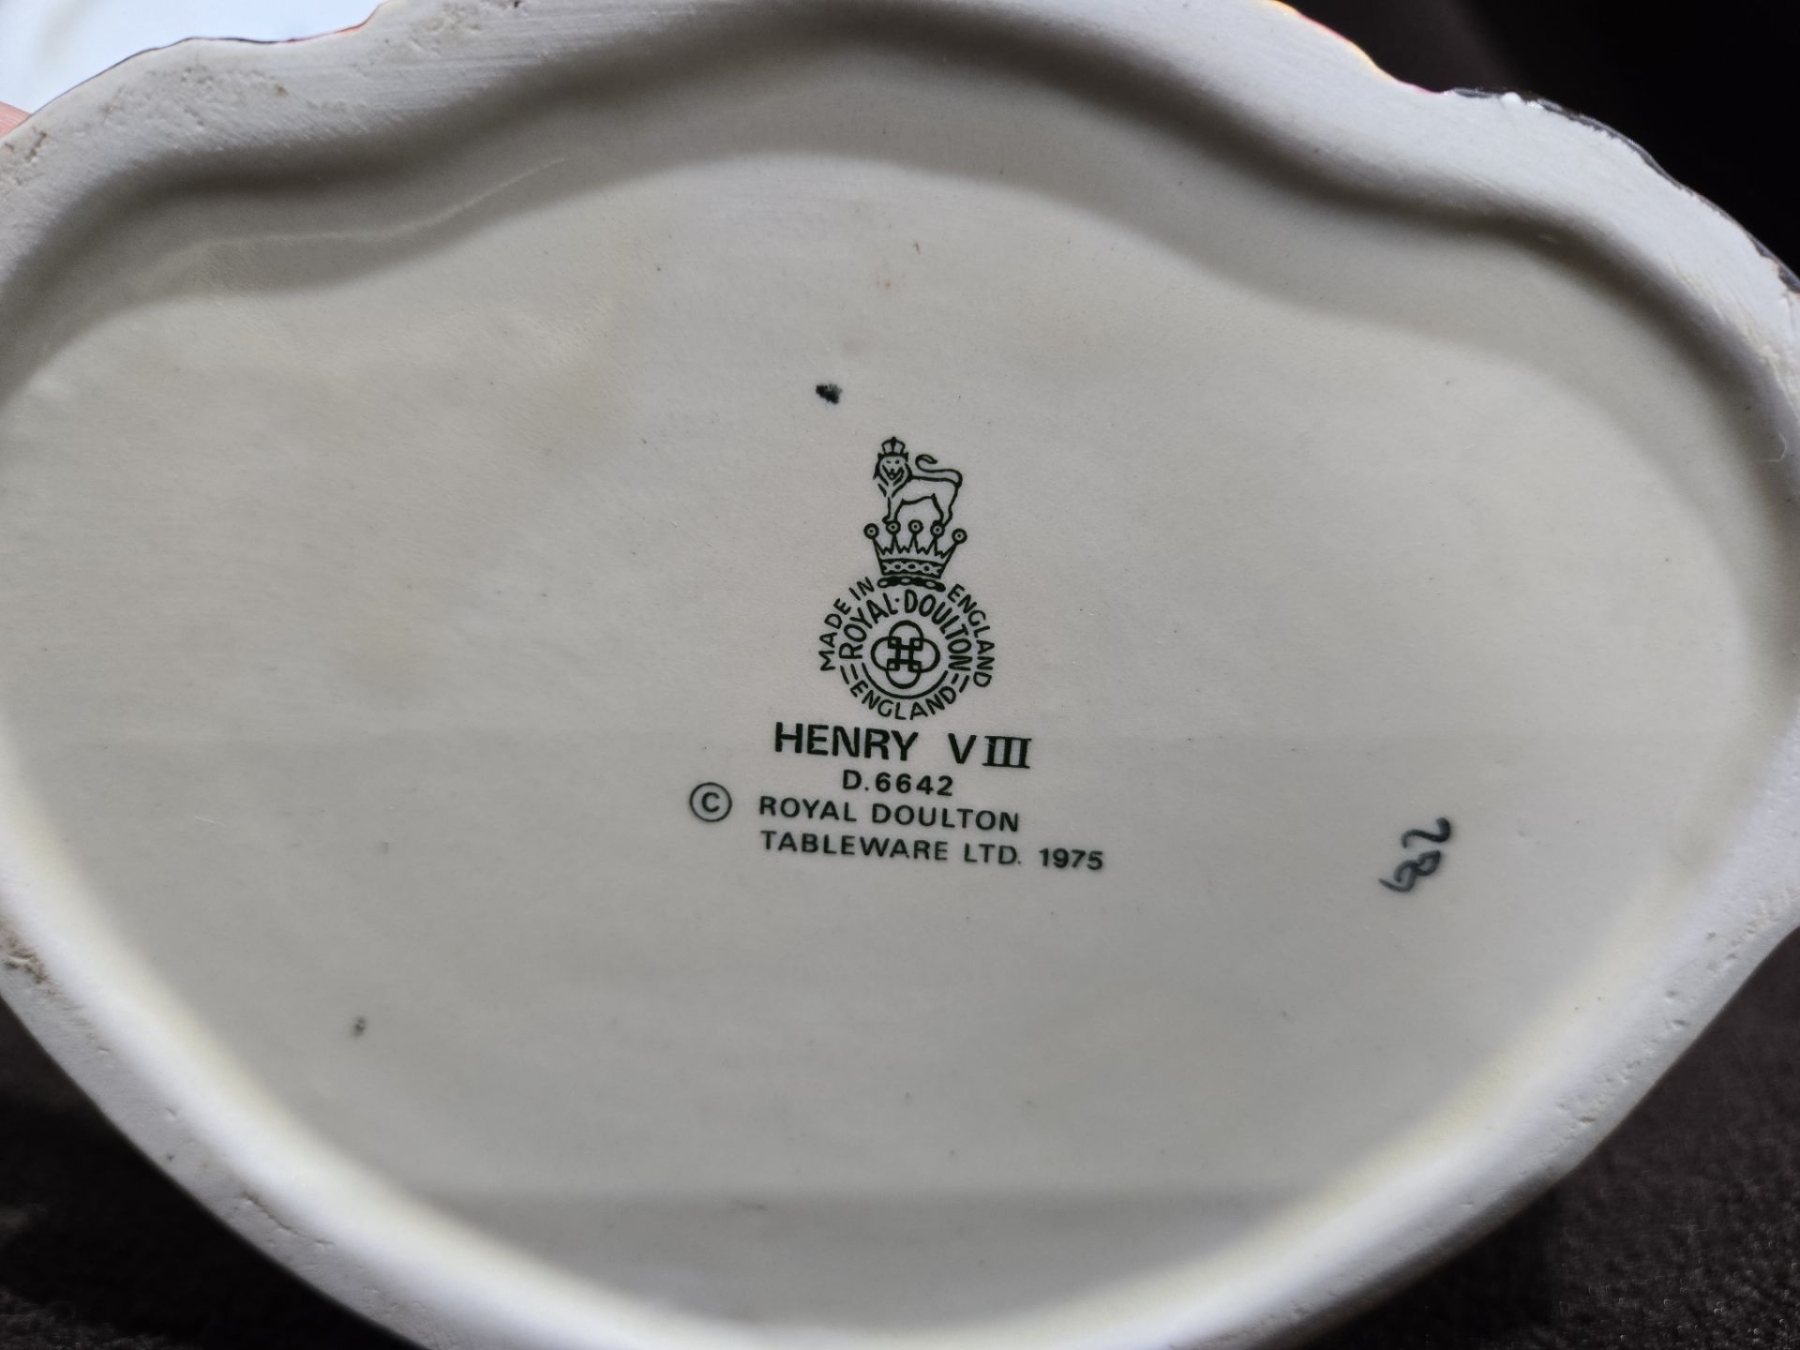 MADE IN ENGLAND
ROYAL·DOULTON
ENGLAND
HENRY VIII
D.6642
© ROYAL DOULTON
TABLEWARE LTD. 1975